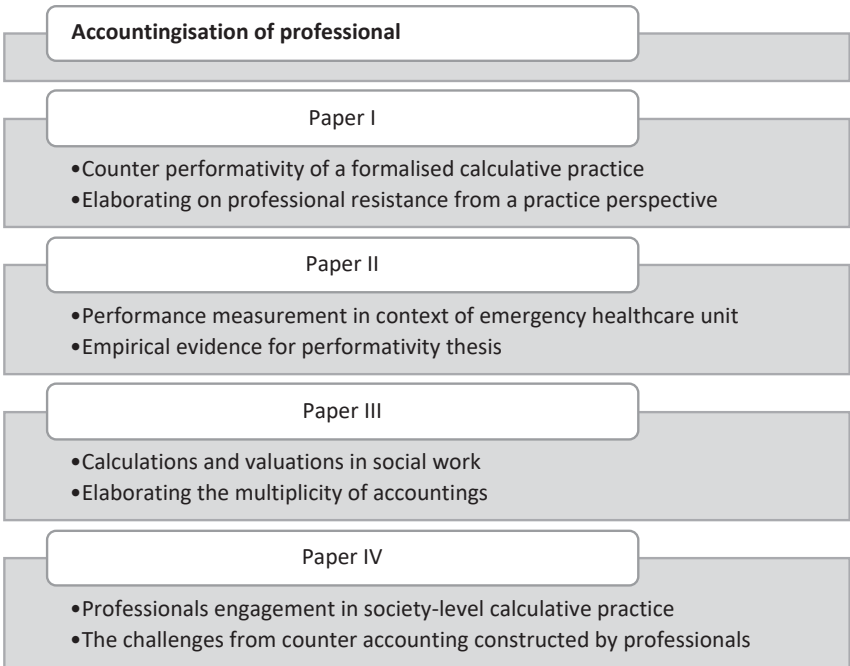 Accountingisation of professional
Paper I
•Counter performativity of a formalised calculative practice
•Elaborating on professional resistance from a practice perspective
Paper II
•Performance measurement in context of emergency healthcare unit
•Empirical evidence for performativity thesis
Paper III
•Calculations and valuations in social work
•Elaborating the multiplicity of accountings
Paper IV
•Professionals engagement in society-level calculative practice
•The challenges from counter accounting constructed by professionals